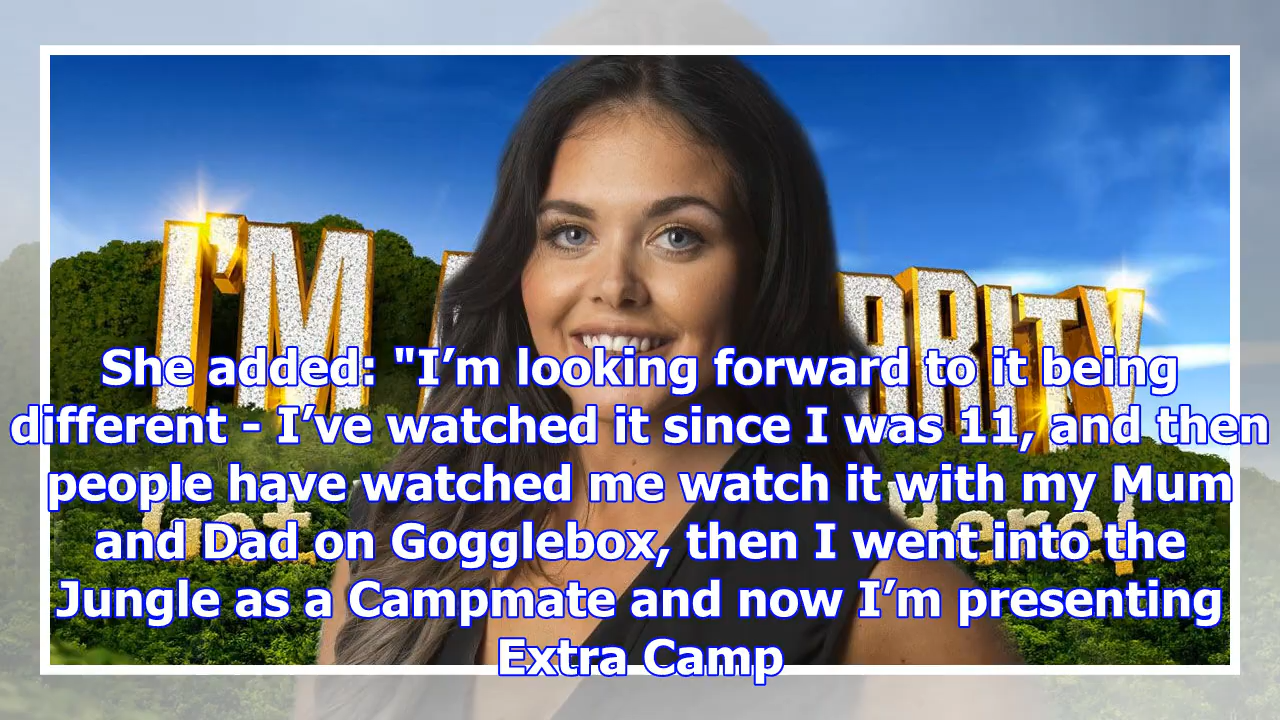 I'M
RRITY
She added: "I’m looking forward to it being
different - I’ve watched it since I was 11, and then
people have watched me watch it with my Mum
and Dad on Gogglebox, then I went into the
Jungle as a Campmate and now I’m presenting
Extra Camp